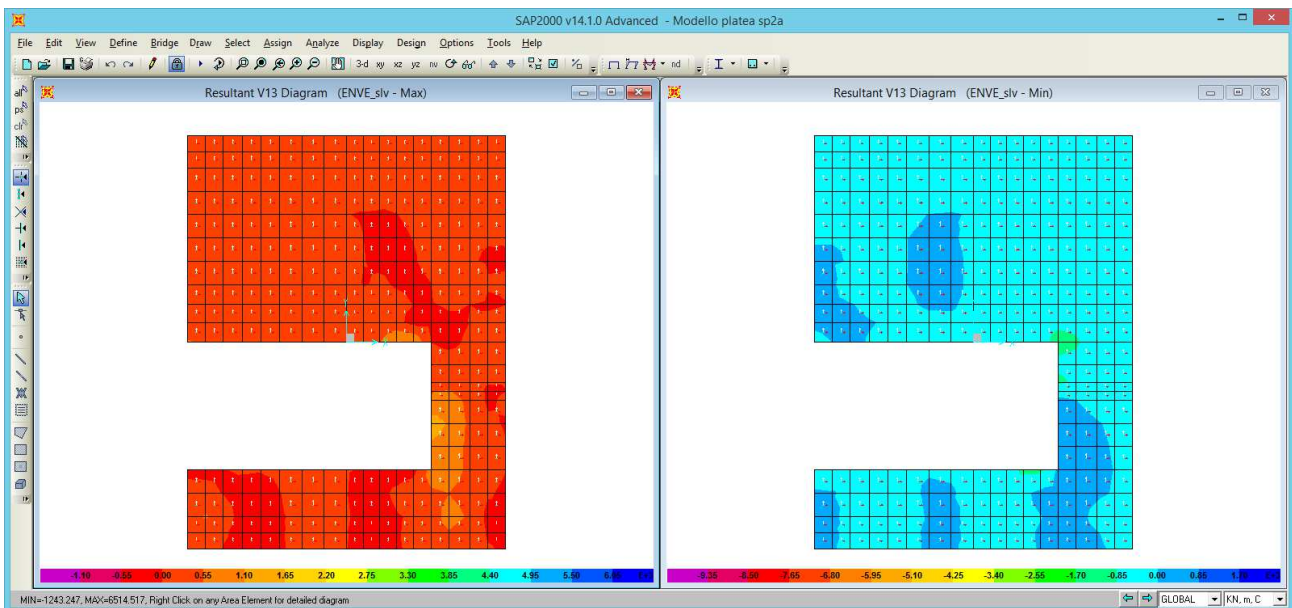 SAP2000 v14.1.0 Advanced - Modello platea sp2a
File Edit View Define Bridge Draw Select Assign Analyze Display Design Options Tools Help
3-d xy xz yz nv nd
all
ps
clr
Resultant V13 Diagram (ENVE_slv - Max)
Resultant V13 Diagram (ENVE_slv - Min)
-1.10 -0.55 0.00 0.55 1.10 1.65 2.20 2.75 3.30 3.85 4.40 4.95 5.50
-9.35 -8.50 -7.65 -6.80 -5.95 -5.10 -4.25 -3.40 -2.55 -1.70 -0.85 0.00 0.85
MIN=-1243.247, MAX=6514.517, Right Click on any Area Element for detailed diagram
GLOBAL KN, m, C